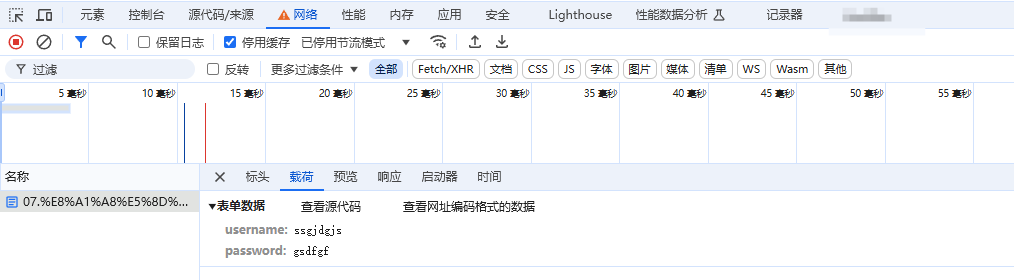 元素 控制台 源代码/来源 网络 性能 内存 应用 安全 Lighthouse 性能数据分析 记录器
保留日志 停用缓存 已停用节流模式
过滤 反转 更多过滤条件 全部 Fetch/XHR 文档 CSS JS 字体 图片 媒体 清单 WS Wasm 其他
5 毫秒 10 毫秒 15 毫秒 20 毫秒 25 毫秒 30 毫秒 35 毫秒 40 毫秒 45 毫秒 50 毫秒 55 毫秒
名称 标头 载荷 预览 响应 启动器 时间
07.%E8%A1%A8%E5%8D%... 表单数据 查看源代码 查看网址编码格式的数据
username: ssgjdgjs
password: gsdfgf